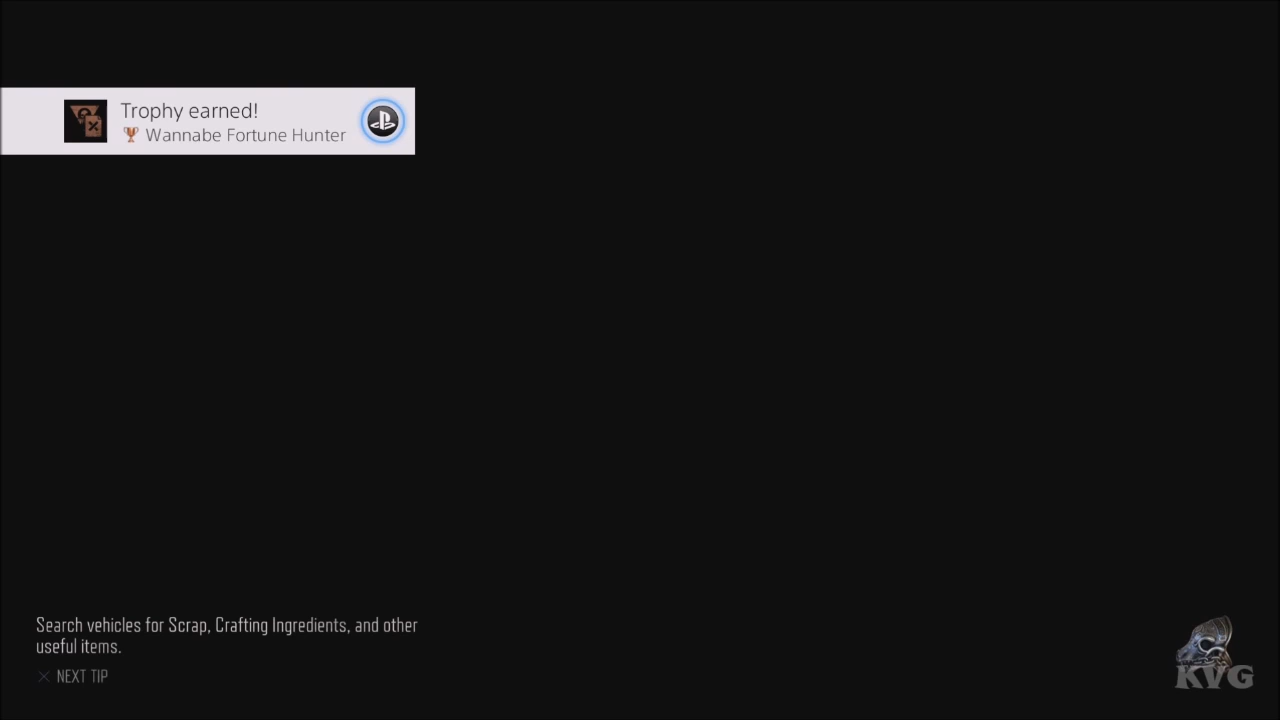 Trophy earned!
Wannabe Fortune Hunter
Search vehicles for Scrap, Crafting Ingredients, and other
useful items.
NEXT TIP
KVG